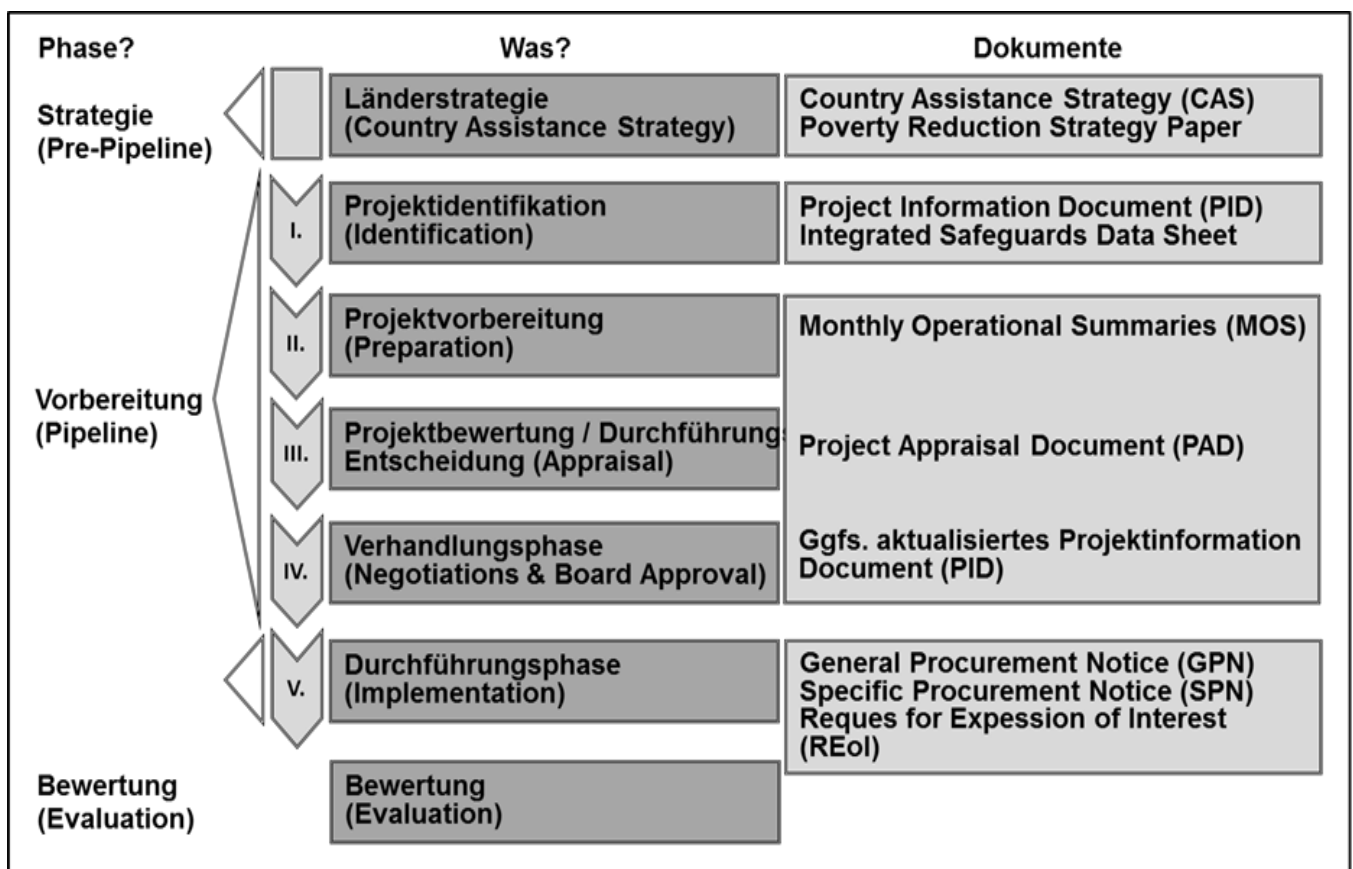 Phase?
Was?
Dokumente
Strategie
(Pre-Pipeline)
Länderstrategie
(Country Assistance Strategy)
Country Assistance Strategy (CAS)
Poverty Reduction Strategy Paper
I.
Projektidentifikation
(Identification)
Project Information Document (PID)
Integrated Safeguards Data Sheet
Vorbereitung
(Pipeline)
II.
Projektvorbereitung
(Preparation)
Monthly Operational Summaries (MOS)
III.
Projektbewertung / Durchführungs
Entscheidung (Appraisal)
Project Appraisal Document (PAD)
IV.
Verhandlungsphase
(Negotiations & Board Approval)
Ggfs. aktualisiertes Projektinformation
Document (PID)
V.
Durchführungsphase
(Implementation)
General Procurement Notice (GPN)
Specific Procurement Notice (SPN)
Reques for Expession of Interest
(REoI)
Bewertung
(Evaluation)
Bewertung
(Evaluation)